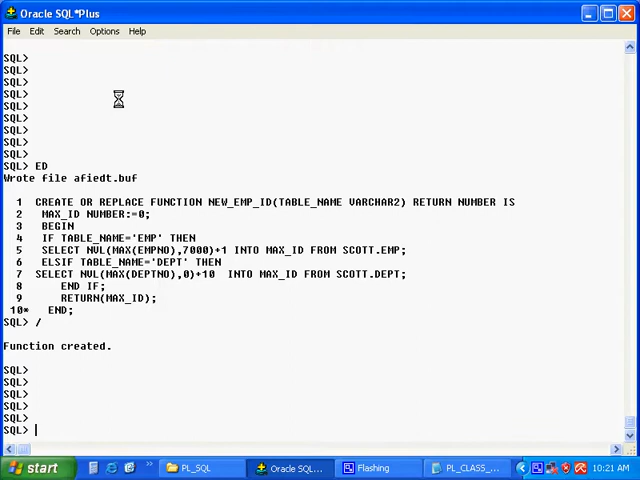 Oracle SQL*Plus
File Edit Search Options Help
SQL>
SQL>
SQL>
SQL>
SQL>
SQL>
SQL>
SQL>
SQL>
SQL> ED
Wrote file afiedt.buf
1 CREATE OR REPLACE FUNCTION NEW_EMP_ID(TABLE_NAME VARCHAR2) RETURN NUMBER IS
2 MAX_ID NUMBER:=0;
3 BEGIN
4 IF TABLE_NAME='EMP' THEN
5 SELECT NVL(MAX(EMPNO),7000)+1 INTO MAX_ID FROM SCOTT.EMP;
6 ELSIF TABLE_NAME='DEPT' THEN
7 SELECT NVL(MAX(DEPTNO),0)+10 INTO MAX_ID FROM SCOTT.DEPT;
8 END IF;
9 RETURN(MAX_ID);
10* END;
SQL> /
Function created.
SQL>
SQL>
SQL>
SQL>
SQL>
SQL>
start PL_SQL Oracle SQL... Flashing PL_CLASS_... 10:21 AM